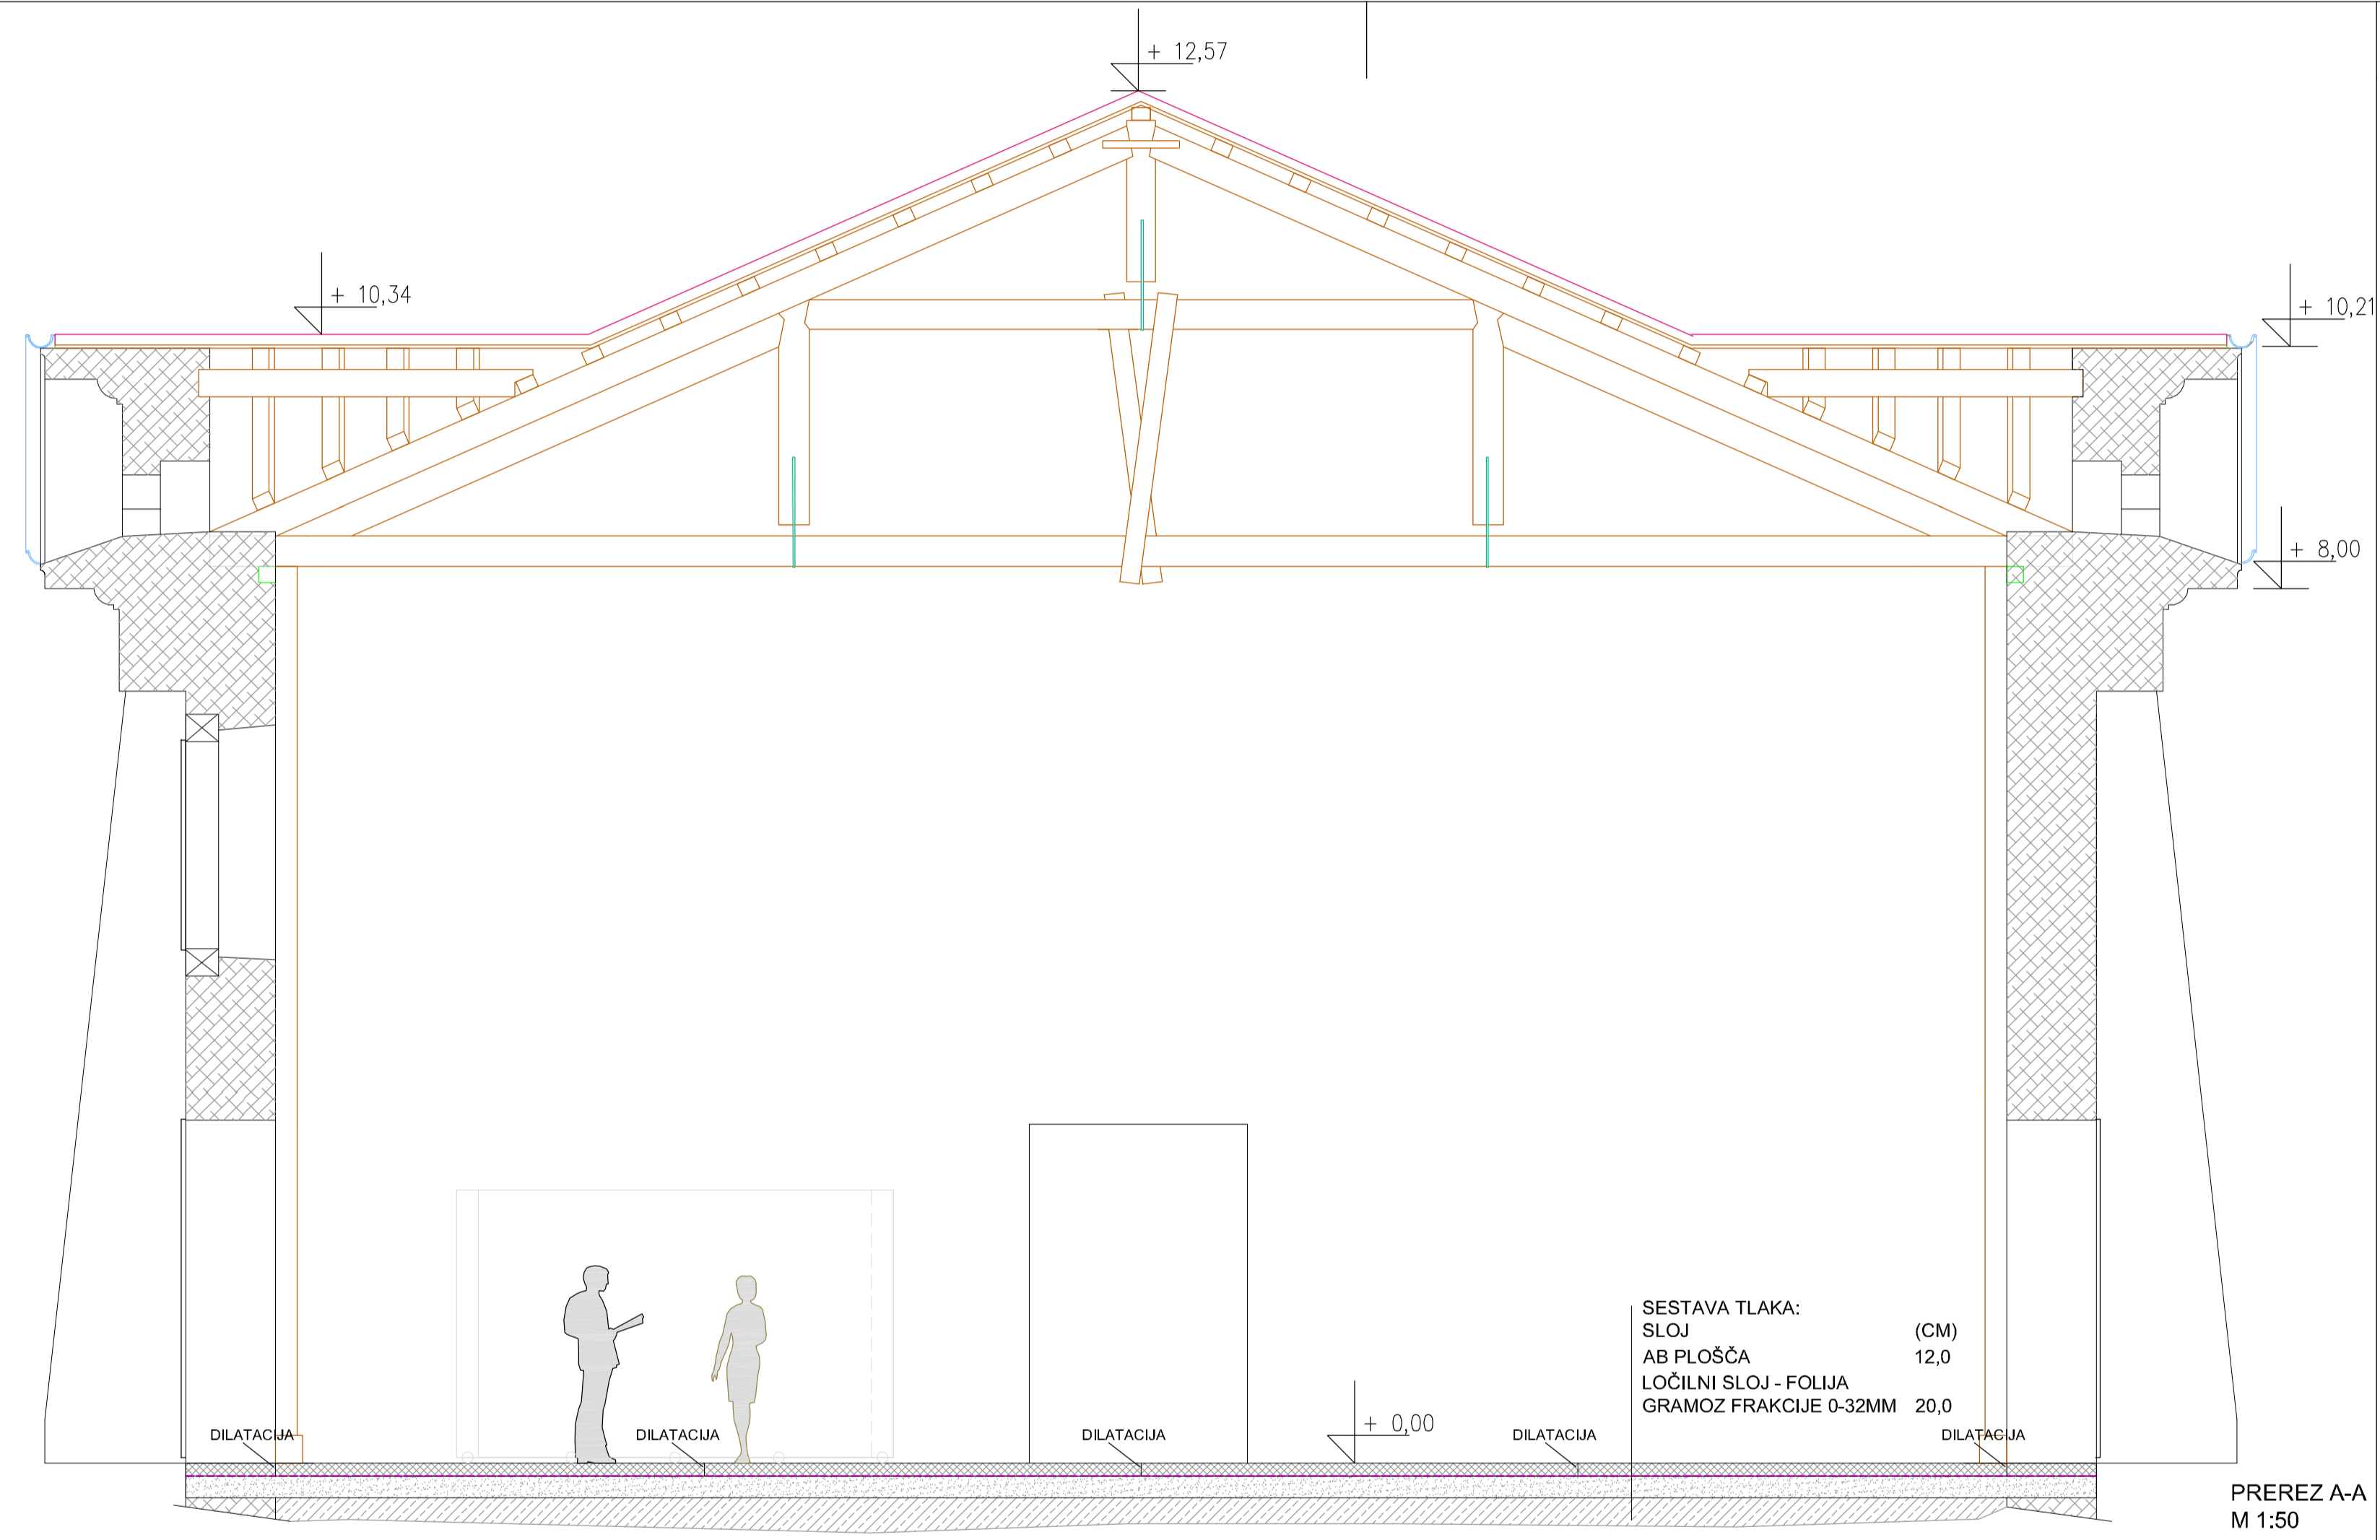 + 12,57
+ 10,34
+ 10,21
+ 8,00
SESTAVA TLAKA:
SLOJ (CM)
AB PLOŠČA 12,0
LOČILNI SLOJ - FOLIJA
GRAMOZ FRAKCIJE 0-32MM 20,0
+ 0,00
DILATACIJA DILATACIJA DILATACIJA DILATACIJA DILATACIJA
PREREZ A-A
M 1:50